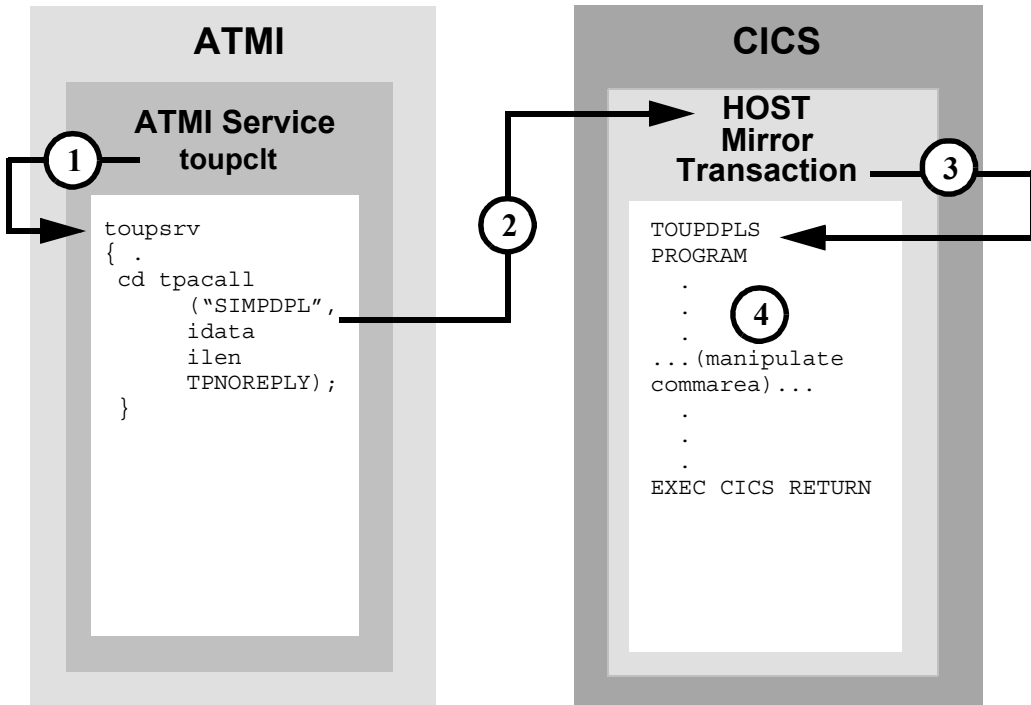 ATMI
ATMI Service
toupclt
1
toupsrv
{ .
cd tpacall
(“SIMPDPL”,
idata
ilen
TPNOREPLY);
}
2
CICS
HOST
Mirror
Transaction
3
TOUPDPLS
PROGRAM
.
.
.
4
...(manipulate
commarea)...
.
.
.
EXEC CICS RETURN